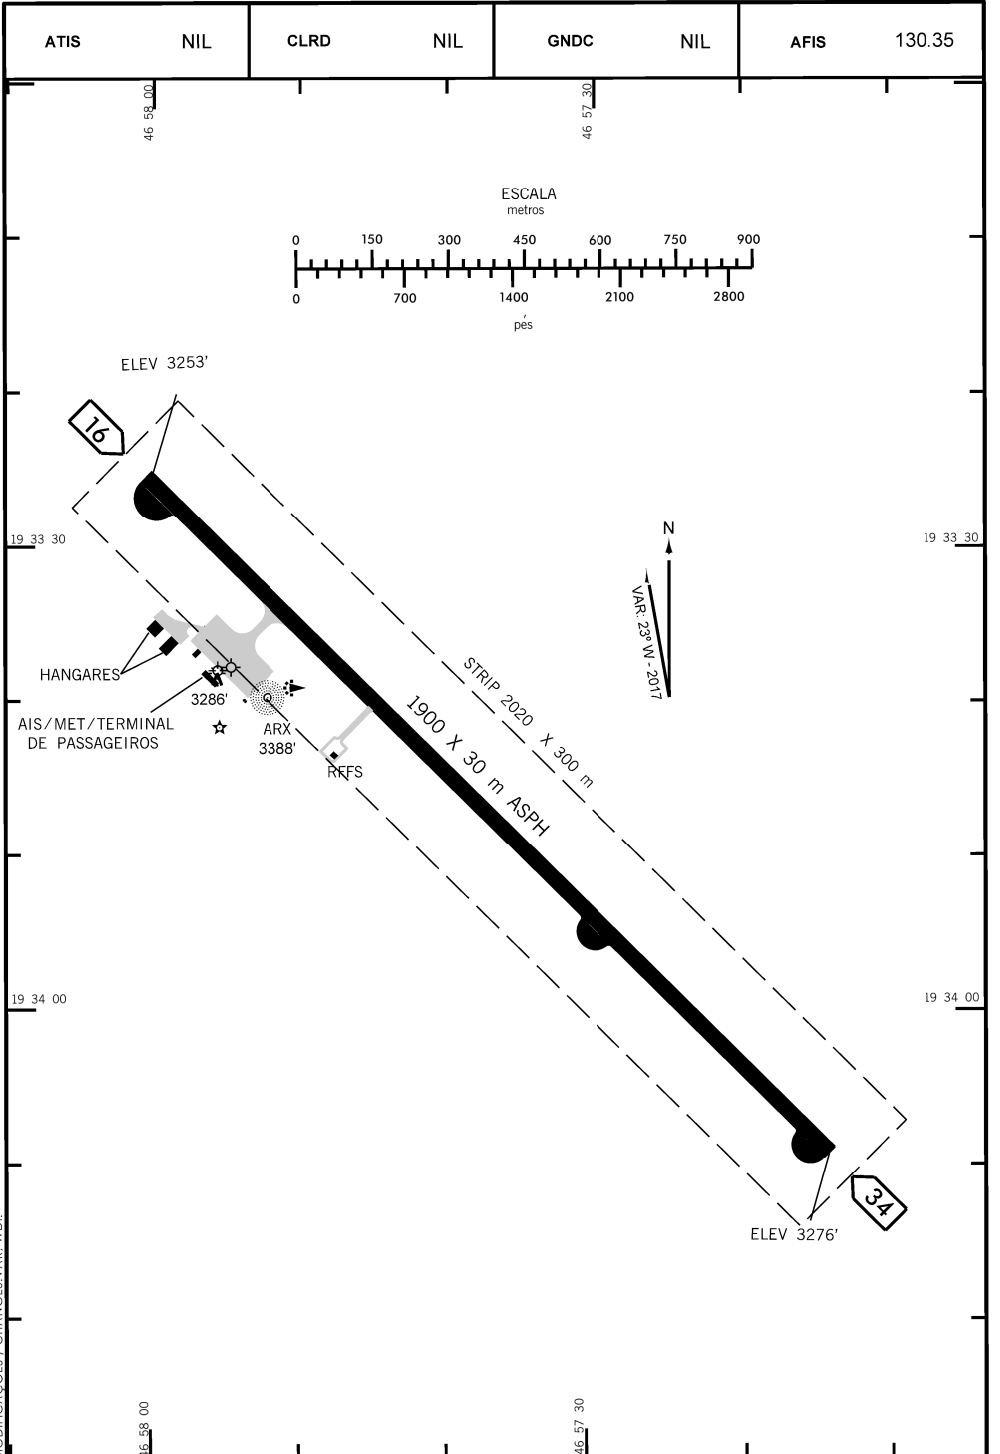 ATIS NIL CLRD NIL GNDC NIL AFIS 130.35
46 58 00
46 57 30
ESCALA
metros
0 150 300 450 600 750 900
0 700 1400 2100 2800
pés
ELEV 3253'
16
19 33 30
19 33 30
N
VAR: 23º W - 2017
HANGARES
3286'
AIS/MET/TERMINAL
DE PASSAGEIROS
ARX
3388'
RFFS
STRIP 2020 X 300 m
1900 X 30 m ASPH
19 34 00
19 34 00
34
ELEV 3276'
46 58 00
46 57 30